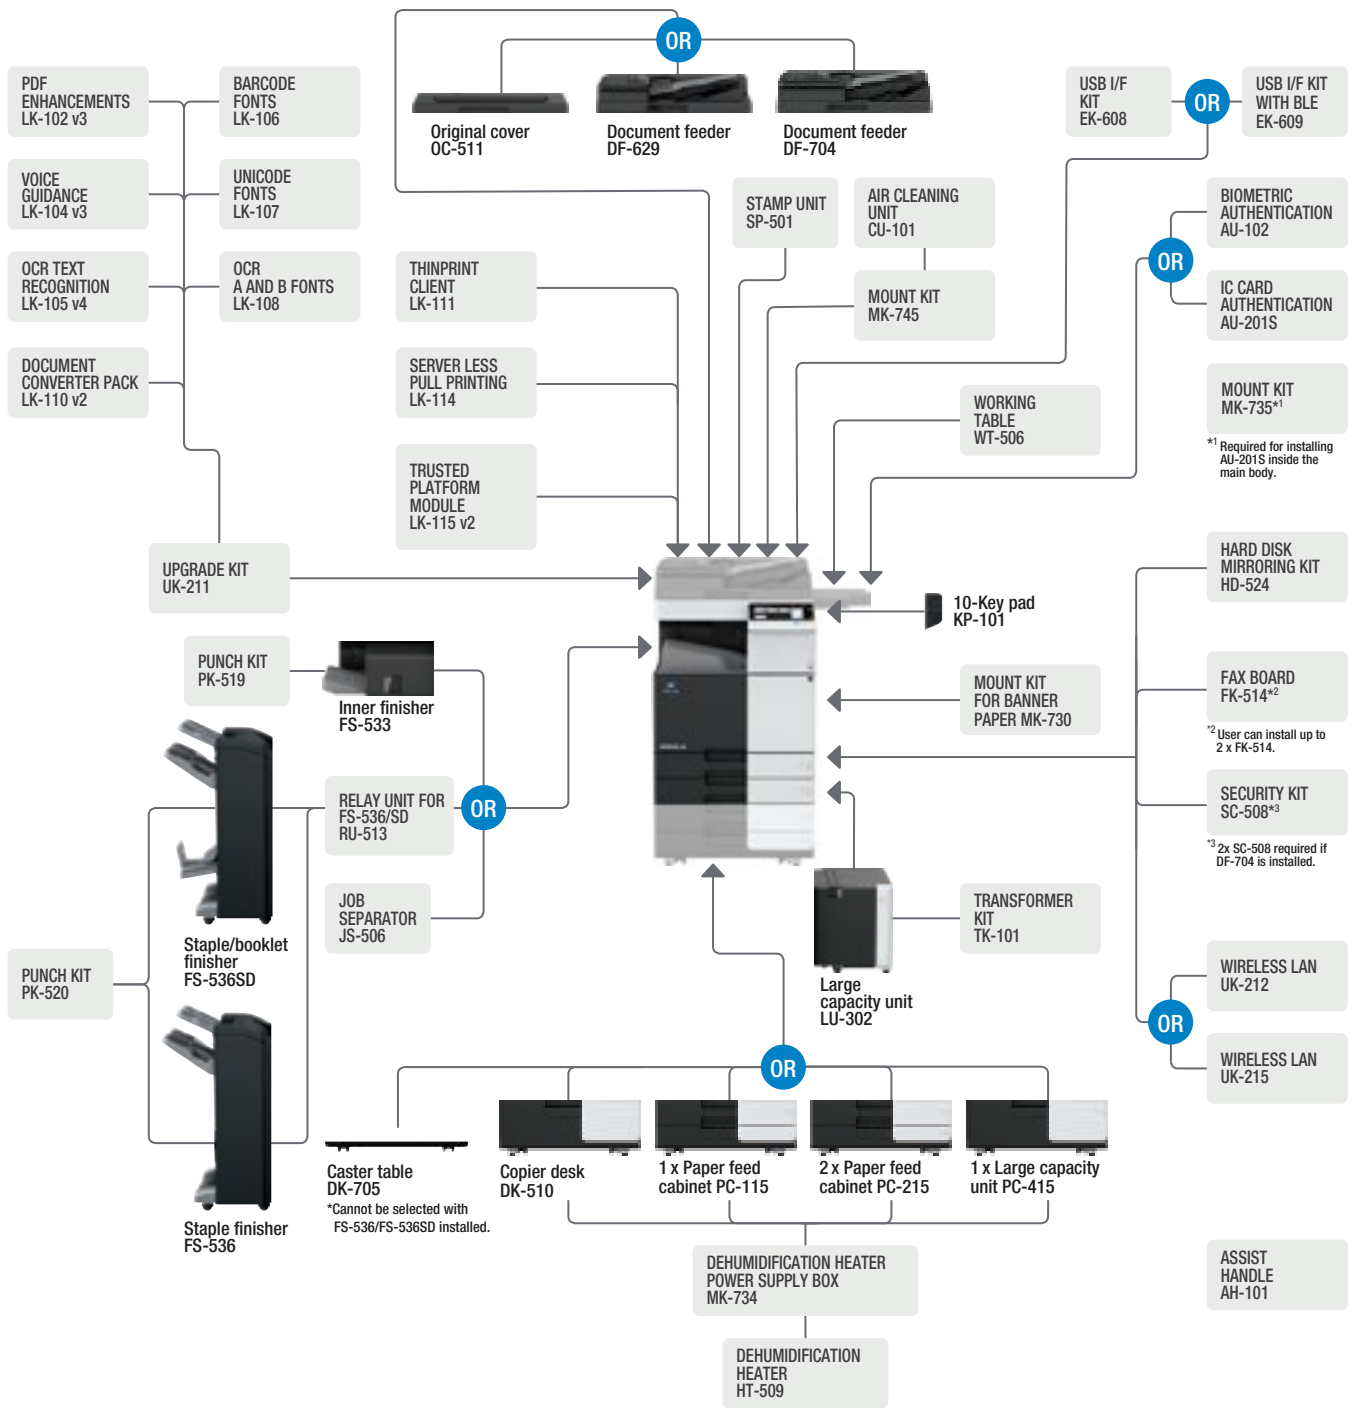 OR
Original cover
OC-511
Document feeder
DF-629
Document feeder
DF-704
PDF
ENHANCEMENTS
LK-102 v3
BARCODE
FONTS
LK-106
VOICE
GUIDANCE
LK-104 v3
UNICODE
FONTS
LK-107
OCR TEXT
RECOGNITION
LK-105 v4
OCR
A AND B FONTS
LK-108
DOCUMENT
CONVERTER PACK
LK-110 v2
UPGRADE KIT
UK-211
THINPRINT
CLIENT
LK-111
SERVER LESS
PULL PRINTING
LK-114
TRUSTED
PLATFORM
MODULE
LK-115 v2
STAMP UNIT
SP-501
AIR CLEANING
UNIT
CU-101
MOUNT KIT
MK-745
USB I/F
KIT
EK-608
OR
USB I/F KIT
WITH BLE
EK-609
BIOMETRIC
AUTHENTICATION
AU-102
OR
IC CARD
AUTHENTICATION
AU-201S
MOUNT KIT
MK-735*1
*1 Required for installing
AU-201S inside the
main body.
WORKING
TABLE
WT-506
10-Key pad
KP-101
MOUNT KIT
FOR BANNER
PAPER MK-730
HARD DISK
MIRRORING KIT
HD-524
FAX BOARD
FK-514*2
*2 User can install up to
2 x FK-514.
SECURITY KIT
SC-508*3
*3 2x SC-508 required if
DF-704 is installed.
WIRELESS LAN
UK-212
OR
WIRELESS LAN
UK-215
PUNCH KIT
PK-519
Inner finisher
FS-533
RELAY UNIT FOR
FS-536/SD
RU-513
OR
JOB
SEPARATOR
JS-506
Staple/booklet
finisher
FS-536SD
PUNCH KIT
PK-520
Staple finisher
FS-536
Large
capacity unit
LU-302
TRANSFORMER
KIT
TK-101
OR
Caster table
DK-705
*Cannot be selected with
FS-536/FS-536SD installed.
Copier desk
DK-510
1 x Paper feed
cabinet PC-115
2 x Paper feed
cabinet PC-215
1 x Large capacity
unit PC-415
DEHUMIDIFICATION HEATER
POWER SUPPLY BOX
MK-734
DEHUMIDIFICATION
HEATER
HT-509
ASSIST
HANDLE
AH-101